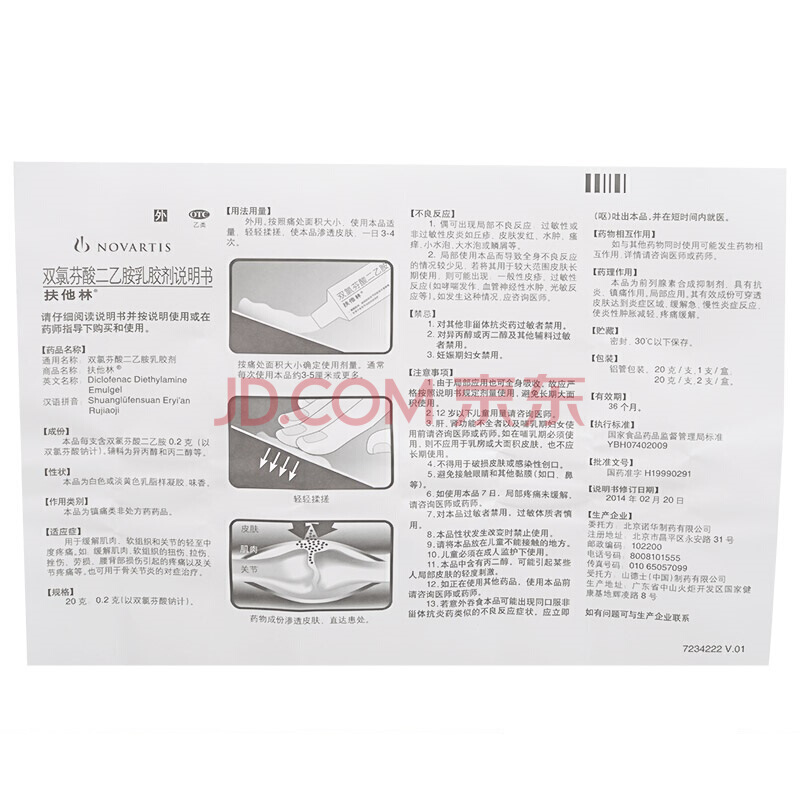 外
OTC
乙类
NOVARTIS
双氯芬酸二乙胺乳胶剂说明书
扶他林®
请仔细阅读说明书并按说明使用或在
药师指导下购买和使用。
【药品名称】
通用名称：双氯芬酸二乙胺乳胶剂
商品名称：扶他林®
英文名称：Diclofenac Diethylamine
Emulgel
汉语拼音：Shuanglüfensuan Eryi'an
Rujiaoji
【成份】
本品每支含双氯芬酸二乙胺 0.2 克（以
双氯芬酸钠计），辅料为异丙醇和丙二醇等。
【性状】
本品为白色或淡黄色乳脂样凝胶，味香。
【作用类别】
本品为镇痛类非处方药药品。
【适应症】
用于缓解肌肉、软组织和关节的轻至中
度疼痛。如 缓解肌肉、软组织的扭伤、拉伤、
挫伤、劳损、腰背部损伤引起的疼痛以及关
节疼痛等，也可用于骨关节炎的对症治疗。
【规格】
20 克：0.2 克（以双氯芬酸钠计）。
【用法用量】
外用。按照痛处面积大小，使用本品适
量，轻轻揉搓，使本品渗透皮肤，一日 3-4
次。
双氯芬酸二乙胺
扶他林®
按痛处面积大小确定使用剂量。通常
每次使用本品约3-5厘米或更多。
轻轻揉搓
皮肤
肌肉
关节
药物成份渗透皮肤，直达患处。
【不良反应】
1. 偶可出现局部不良反应：过敏性或
非过敏性皮炎如丘疹、皮肤发红、水肿、瘙
痒、小水泡、大水泡或鳞屑等。
2. 局部使用本品而导致全身不良反应
的情况较少见，若将其用于较大范围皮肤长
期使用，则可能出现：一般性皮疹、过敏性
反应（如哮喘发作、血管神经性水肿、光敏反
应等），如发生这种情况，应咨询医师。
【禁忌】
1. 对其他非甾体抗炎药过敏者禁用。
2. 对异丙醇或丙二醇及其他辅料过敏
者禁用。
3. 妊娠期妇女禁用。
【注意事项】
1. 由于局部应用也可全身吸收，故应严
格按照说明书规定剂量使用，避免长期大面
积使用。
2. 12 岁以下儿童用量请咨询医师。
3. 肝、肾功能不全者以及哺乳期妇女使
用前请咨询医师或药师。如在哺乳期必须使
用，则不应用于乳房或大面积皮肤，也不应
长期使用。
4. 不得用于破损皮肤或感染性创口。
5. 避免接触眼睛和其他黏膜（如口、鼻
等）。
6. 如使用本品 7 日，局部疼痛未缓解，
请咨询医师或药师。
7. 对本品过敏者禁用，过敏体质者慎
用。
8. 本品性状发生改变时禁止使用。
9. 请将本品放在儿童不能接触的地方。
10. 儿童必须在成人监护下使用。
11. 本品中含有丙二醇，可能引起某些
人局部皮肤的轻度刺激。
12. 如正在使用其他药品，使用本品前
请咨询医师或药师。
13. 若意外吞食本品可能出现同口服非
甾体抗炎药类似的不良反应症状，应立即
（呕）吐出本品，并在短时间内就医。
【药物相互作用】
如与其他药物同时使用可能发生药物相
互作用，详情请咨询医师或药师。
【药理作用】
本品为前列腺素合成抑制剂，具有抗
炎、镇痛作用。局部应用，其有效成份可穿透
皮肤达到炎症区域，缓解急、慢性炎症反应，
使炎性肿胀减轻、疼痛缓解。
【贮藏】
密封，30℃以下保存。
【包装】
铝管包装，20 克 / 支，1 支 / 盒。
20 克 / 支，2 支 / 盒。
【有效期】
36 个月。
【执行标准】
国家食品药品监督管理局标准
YBH07402009
【批准文号】
国药准字 H19990291
【说明书修订日期】
2014 年 02 月 20 日
【生产企业】
委托方：北京诺华制药有限公司
注册地址：北京市昌平区永安路 31 号
邮政编码：102200
电话号码：8008101555
传真号码：010 65057099
受托方：山德士（中国）制药有限公司
生产地址：广东省中山火炬开发区国家健
康基地辉凌路 8 号
如有问题可与生产企业联系
7234222 V.01
JD.COM 京东